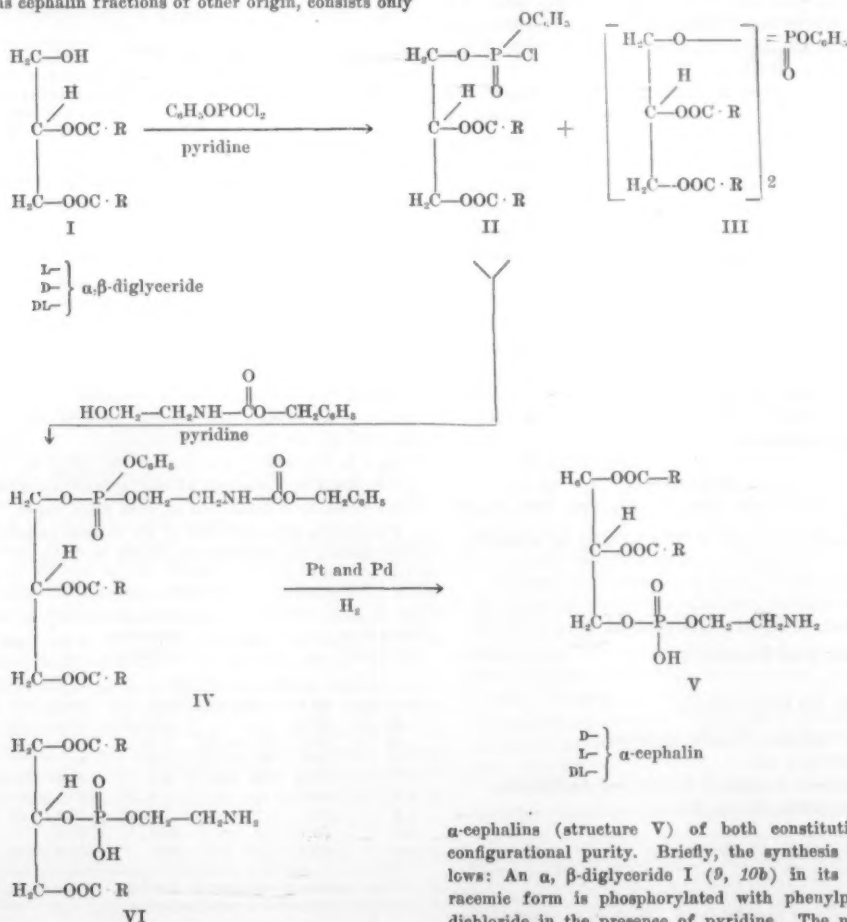 as cephalin fractions of other origin, consists only
OC₆H₅
H₂C—OH
H₂C—O—P—Cl
O
H₂C—O—
=POC₆H₅
O
H
C₆H₅OPOCl₂
H
H
C—OOC·R
pyridine
C—OOC·R
+
C—OOC·R
H₂C—OOC·R
H₂C—OOC·R
H₂C—OOC·R
2
I
II
III
L–
D– } α,β-diglyceride
DL–
O
HOCH₂—CH₂NH—CO—CH₂C₆H₅
pyridine
OC₆H₅
O
H₂C—O—P—OCH₂—CH₂NH—CO—CH₂C₆H₅
O
H₂C—OOC—R
H
H
C—OOC·R
Pt and Pd
C—OOC·R
H₂
O
H₂C—O—P—OCH₂—CH₂NH₂
OH
H₂C—OOC·R
IV
V
H₂C—OOC·R
D–
L– } α-cephalin
DL–
H
O
C—O—P—OCH₂—CH₂NH₂
OH
H₂C—OOC·R
VI
α-cephalins (structure V) of both constituti
configurational purity. Briefly, the synthesis
lows: An α, β-diglyceride I (9, 10b) in its
racemic form is phosphorylated with phenylp
dichloride in the presence of pyridine. The